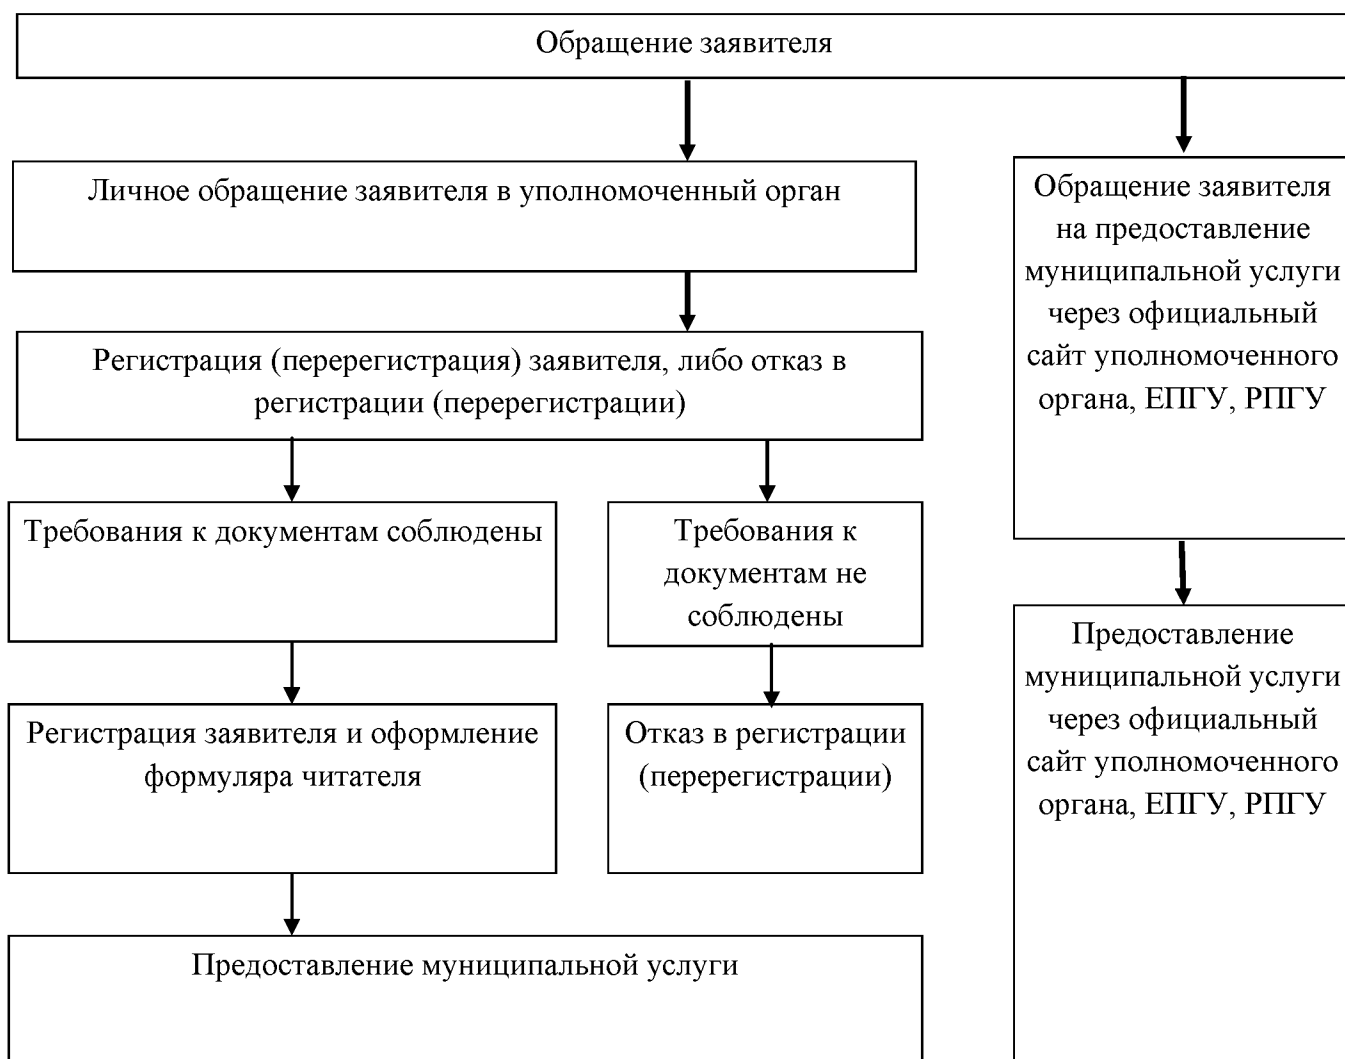 Обращение заявителя
Личное обращение заявителя в уполномоченный орган
Регистрация (перерегистрация) заявителя, либо отказ в
регистрации (перерегистрации)
Требования к документам соблюдены
Требования к
документам не
соблюдены
Регистрация заявителя и оформление
формуляра читателя
Отказ в регистрации
(перерегистрации)
Предоставление муниципальной услуги
Обращение заявителя
на предоставление
муниципальной услуги
через официальный
сайт уполномоченного
органа, ЕПГУ, РПГУ
Предоставление
муниципальной услуги
через официальный
сайт уполномоченного
органа, ЕПГУ, РПГУ